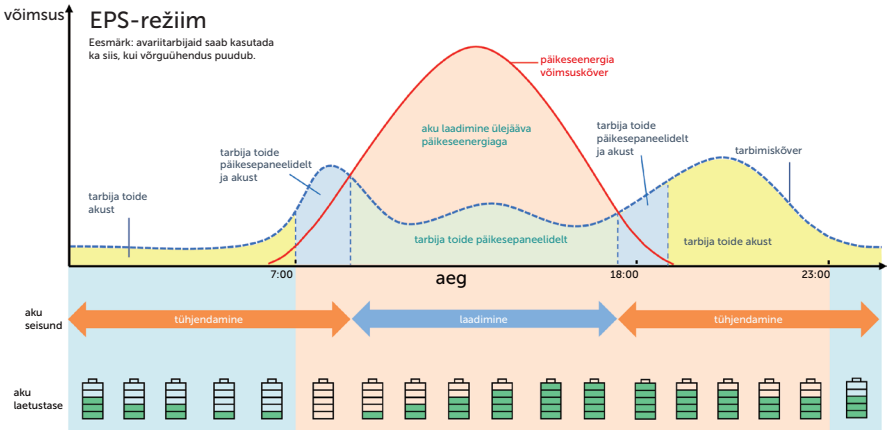 võimsus
EPS-režiim
Eesmärk: avariitarbijaid saab kasutada
ka siis, kui võrguühendus puudub.
päikeseenergia
võimsuskõver
aku laadimine ülejääva
päikeseenergiaga
tarbija toide
päikesepaneelidelt
ja akust
tarbija toide
päikesepaneelidelt
ja akust
tarbimiskõver
tarbija toide
akust
tarbija toide päikesepaneelidelt
tarbija toide akust
7:00
aeg
18:00
23:00
aku
seisund
tühjendamine
laadimine
tühjendamine
aku
laetustase